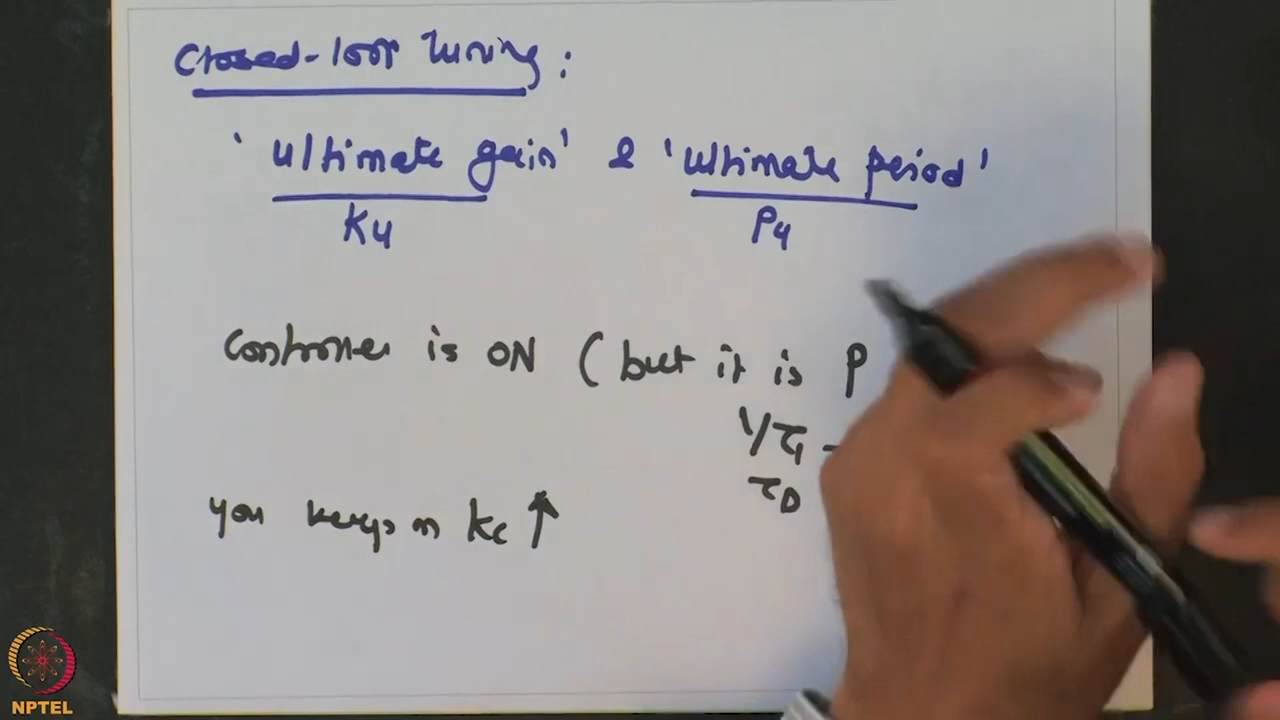 Closed-loop tuning :
'ultimate gain' & 'ultimate period'
Ku Pu
Controller is ON (but it is P
1/τI -
τD
you keep on Kc ↑
NPTEL